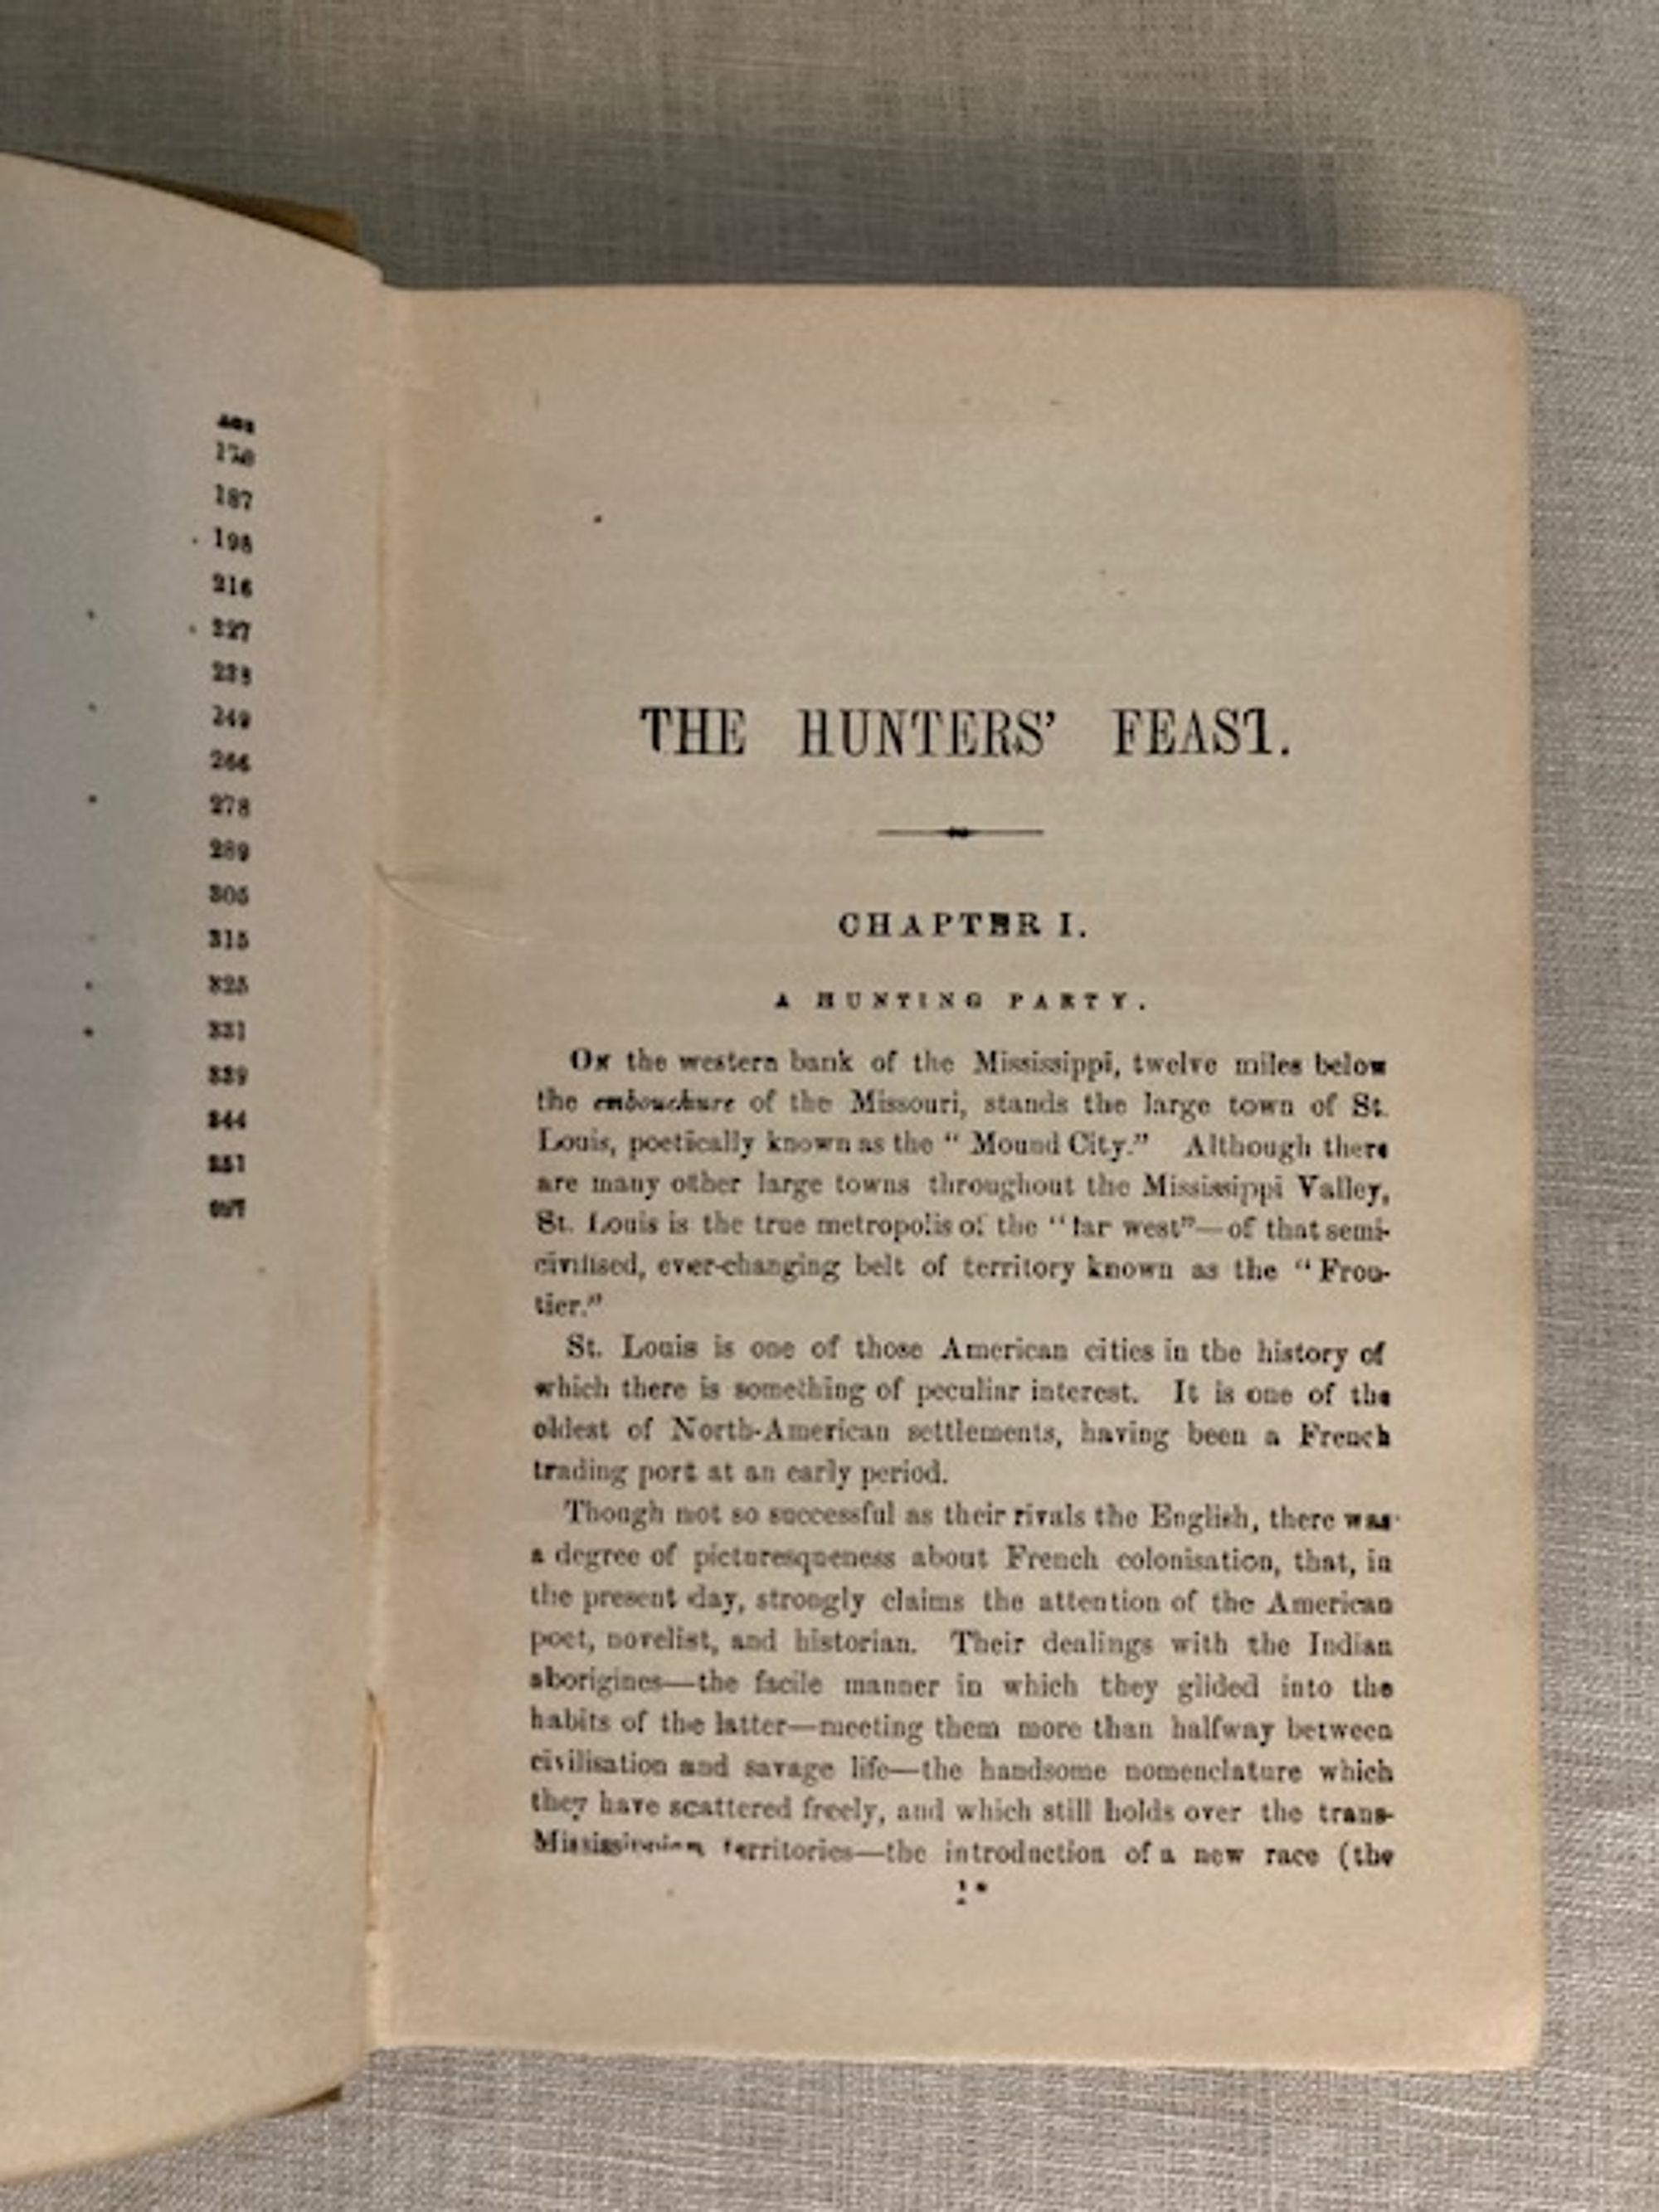 187
198
216
227
238
249
266
278
289
305
315
325
331
339
344
351
THE HUNTERS' FEAST.
CHAPTER I.
A HUNTING PARTY.
On the western bank of the Mississippi, twelve miles below
the embouchure of the Missouri, stands the large town of St.
Louis, poetically known as the “ Mound City.” Although there
are many other large towns throughout the Mississippi Valley,
St. Louis is the true metropolis of the “far west”—of that semi-
civilised, ever-changing belt of territory known as the “Fron-
tier.”
St. Louis is one of those American cities in the history of
which there is something of peculiar interest. It is one of the
oldest of North-American settlements, having been a French
trading port at an early period.
Though not so successful as their rivals the English, there was
a degree of picturesqueness about French colonisation, that, in
the present day, strongly claims the attention of the American
poet, novelist, and historian. Their dealings with the Indian
aborigines—the facile manner in which they glided into the
habits of the latter—meeting them more than halfway between
civilisation and savage life—the handsome nomenclature which
they have scattered freely, and which still holds over the trans-
Mississippian territories—the introduction of a new race (the
1*